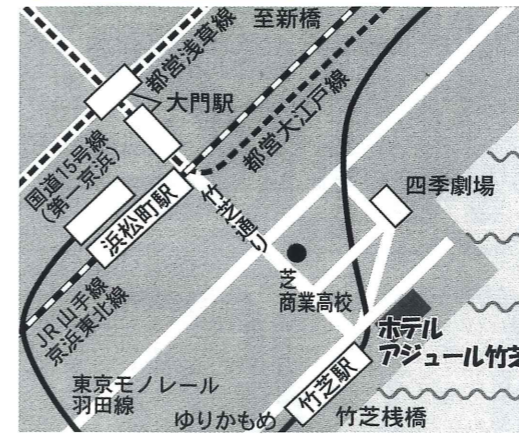 至新橋
都営浅草線
大門駅
都営大江戸線
国道15号線
(第一京浜)
四季劇場
浜松町駅
竹芝通り
芝
商業高校
JR山手線
京浜東北線
ホテル
アジュール竹芝
東京モノレール
羽田線
竹芝駅
ゆりかもめ
竹芝桟橋